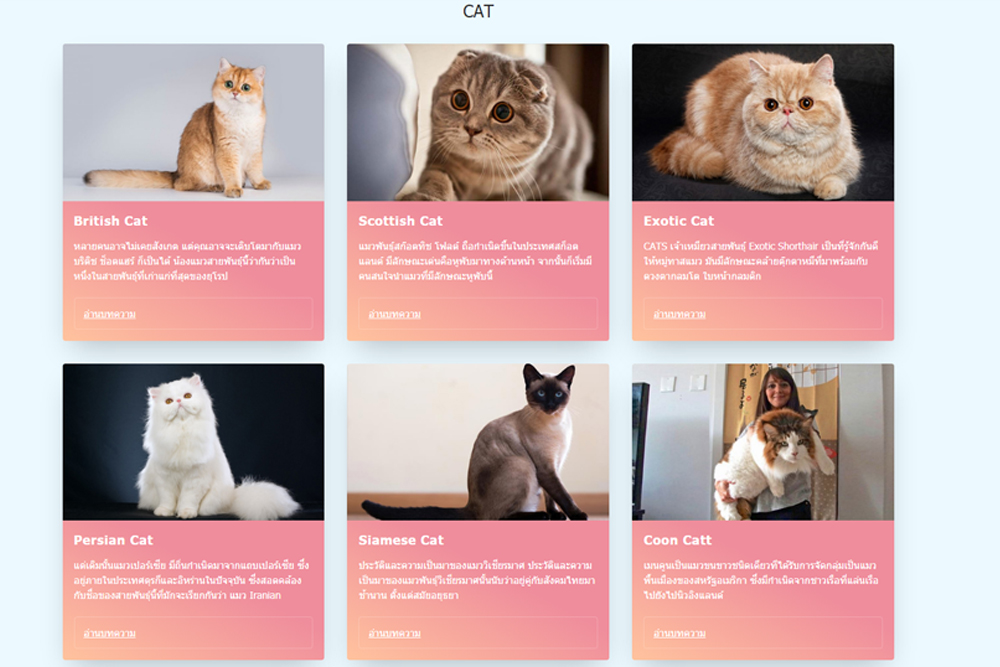 CAT
British Cat
หลายคนอาจไม่เคยสังเกต แต่คุณอาจจะเติบโตมากับแมว
บริติช ช็อตแฮร์ ก็เป็นได้ น้องแมวสายพันธุ์นี้ว่ากันว่าเป็น
หนึ่งในสายพันธุ์ที่เก่าแก่ที่สุดของยุโรป
อ่านบทความ
Scottish Cat
แมวพันธุ์สก๊อตทิช โฟลด์ ถือกำเนิดขึ้นในประเทศสก็อต
แลนด์ มีลักษณะเด่นคือหูพับมาทางด้านหน้า จากนั้นก็เริ่มมี
คนสนใจนำแมวที่มีลักษณะหูพับนี้
อ่านบทความ
Exotic Cat
CATS เจ้าเหมียวสายพันธุ์ Exotic Shorthair เป็นที่รู้จักกันดี
ให้หมู่ทาสแมว มันมีลักษณะคล้ายตุ๊กตาหมีที่มาพร้อมกับ
ดวงตากลมโต ใบหน้ากลมดิก
อ่านบทความ
Persian Cat
แต่เดิมนั้นแมวเปอร์เซีย มีถิ่นกำเนิดมาจากแถบเปอร์เซีย ซึ่ง
อยู่ภายในประเทศตุรกีและอิหร่านในปัจจุบัน ซึ่งสอดคล้อง
กับชื่อของสายพันธุ์นี้ที่มักจะเรียกกันว่า แมว Iranian
อ่านบทความ
Siamese Cat
ประวัติและความเป็นมาของแมววิเชียรมาศ ประวัติและความ
เป็นมาของแมวพันธุ์วิเชียรมาศนั้นนับว่าอยู่คู่กับสังคมไทยมา
ช้านาน ตั้งแต่สมัยอยุธยา
อ่านบทความ
Coon Catt
เมนคูนเป็นแมวขนยาวชนิดเดียวที่ได้รับการจัดกลุ่มเป็นแมว
พื้นเมืองของสหรัฐอเมริกา ซึ่งมีกำเนิดจากชาวเรือที่แล่นเรือ
ไปยังไปนิวอิงแลนด์
อ่านบทความ